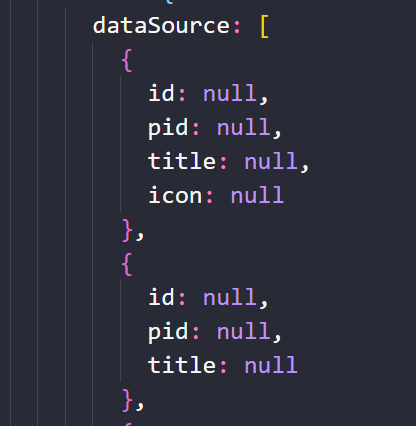 dataSource: [
{
id: null,
pid: null,
title: null,
icon: null
},
{
id: null,
pid: null,
title: null
},